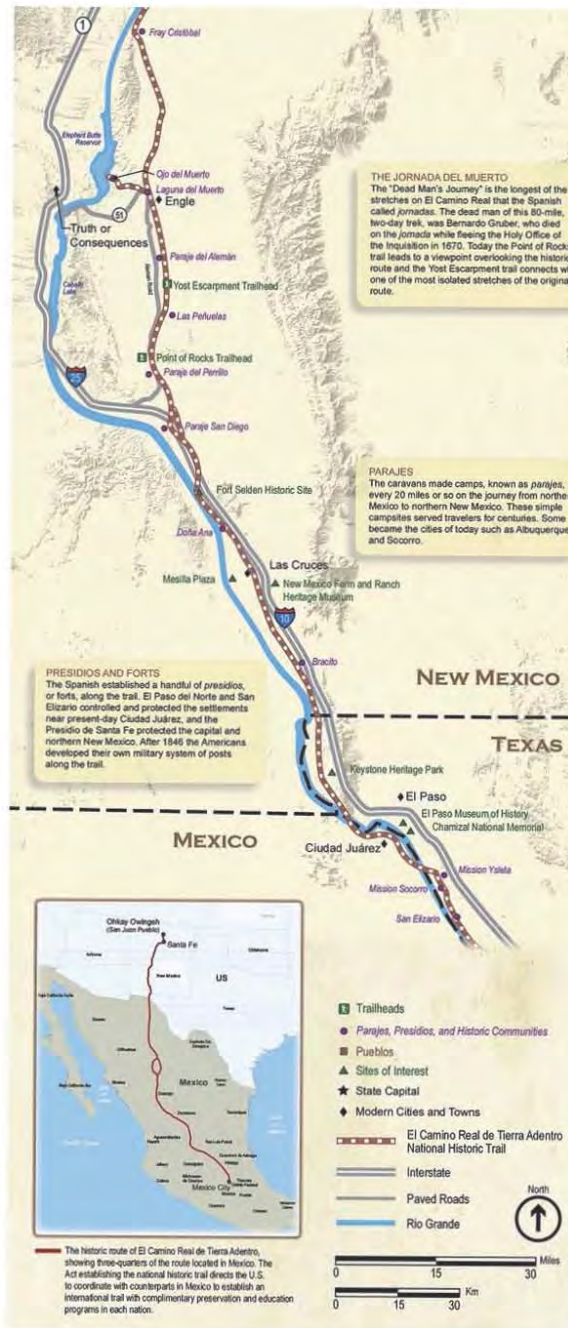 1
Fray Cristóbal
Elephant Butte
Reservoir
Ojo del Muerto
Laguna del Muerto
Engle
51
Truth or
Consequences
Paraje del Alemán
Yost Escarpment Trailhead
Caballo
Lake
Las Peñuelas
Point of Rocks Trailhead
Paraje del Perrillo
25
Paraje San Diego
Fort Selden Historic Site
Doña Ana
Las Cruces
Mesilla Plaza
New Mexico Farm and Ranch
Heritage Museum
10
Bracito
THE JORNADA DEL MUERTO
The "Dead Man's Journey" is the longest of the
stretches on El Camino Real that the Spanish
called jornadas. The dead man of this 80-mile,
two-day trek, was Bernardo Gruber, who died
on the jornada while fleeing the Holy Office of
the Inquisition in 1670. Today the Point of Rocks
trail leads to a viewpoint overlooking the historic
route and the Yost Escarpment trail connects wi
one of the most isolated stretches of the original
route.
PARAJES
The caravans made camps, known as parajes,
every 20 miles or so on the journey from norther
Mexico to northern New Mexico. These simple
campsites served travelers for centuries. Some
became the cities of today such as Albuquerque
and Socorro.
PRESIDIOS AND FORTS
The Spanish established a handful of presidios,
or forts, along the trail. El Paso del Norte and San
Elizario controlled and protected the settlements
near present-day Ciudad Juárez, and the
Presidio de Santa Fe protected the capital and
northern New Mexico. After 1846 the Americans
developed their own military system of posts
along the trail.
NEW MEXICO
TEXAS
Keystone Heritage Park
El Paso
El Paso Museum of History
Chamizal National Memorial
MEXICO
Ciudad Juárez
Mission Ysleta
Mission Socorro
San Elizario
Ohkay Owingeh
(San Juan Pueblo)
Santa Fe
US
Arizona
New Mexico
Oklahoma
Texas
Chihuahua
Mexico
Durango
Mexico City
Trailheads
Parajes, Presidios, and Historic Communities
Pueblos
Sites of Interest
State Capital
Modern Cities and Towns
El Camino Real de Tierra Adentro
National Historic Trail
Interstate
Paved Roads
Rio Grande
North
Miles
0 15 30
Km
0 15 30
The historic route of El Camino Real de Tierra Adentro,
showing three-quarters of the route located in Mexico. The
Act establishing the national historic trail directs the U.S.
to coordinate with counterparts in Mexico to establish an
international trail with complimentary preservation and education
programs in each nation.